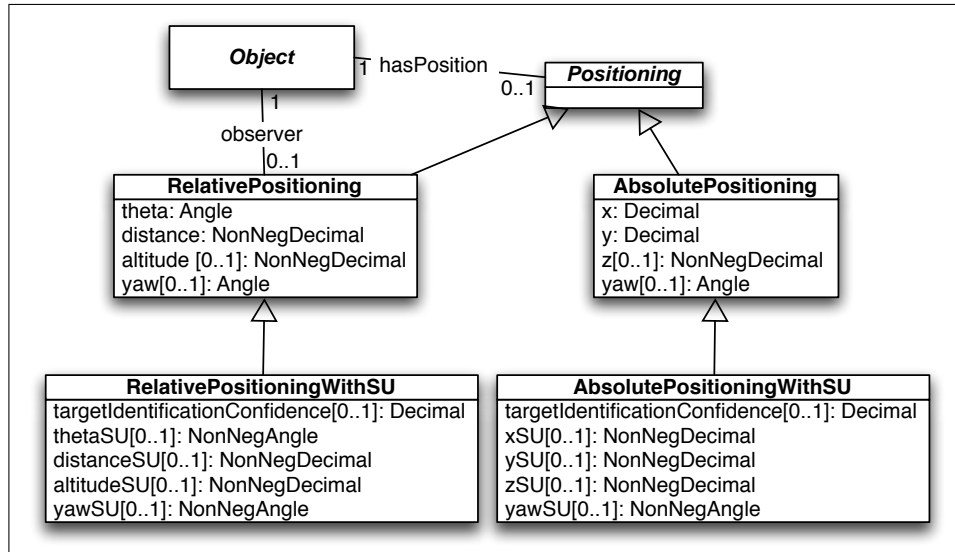 Object
1
hasPosition
0..1
Positioning
1
observer
0..1
RelativePositioning
theta: Angle
distance: NonNegDecimal
altitude [0..1]: NonNegDecimal
yaw[0..1]: Angle
AbsolutePositioning
x: Decimal
y: Decimal
z[0..1]: NonNegDecimal
yaw[0..1]: Angle
RelativePositioningWithSU
targetIdentificationConfidence[0..1]: Decimal
thetaSU[0..1]: NonNegAngle
distanceSU[0..1]: NonNegDecimal
altitudeSU[0..1]: NonNegDecimal
yawSU[0..1]: NonNegAngle
AbsolutePositioningWithSU
targetIdentificationConfidence[0..1]: Decimal
xSU[0..1]: NonNegDecimal
ySU[0..1]: NonNegDecimal
zSU[0..1]: NonNegDecimal
yawSU[0..1]: NonNegAngle